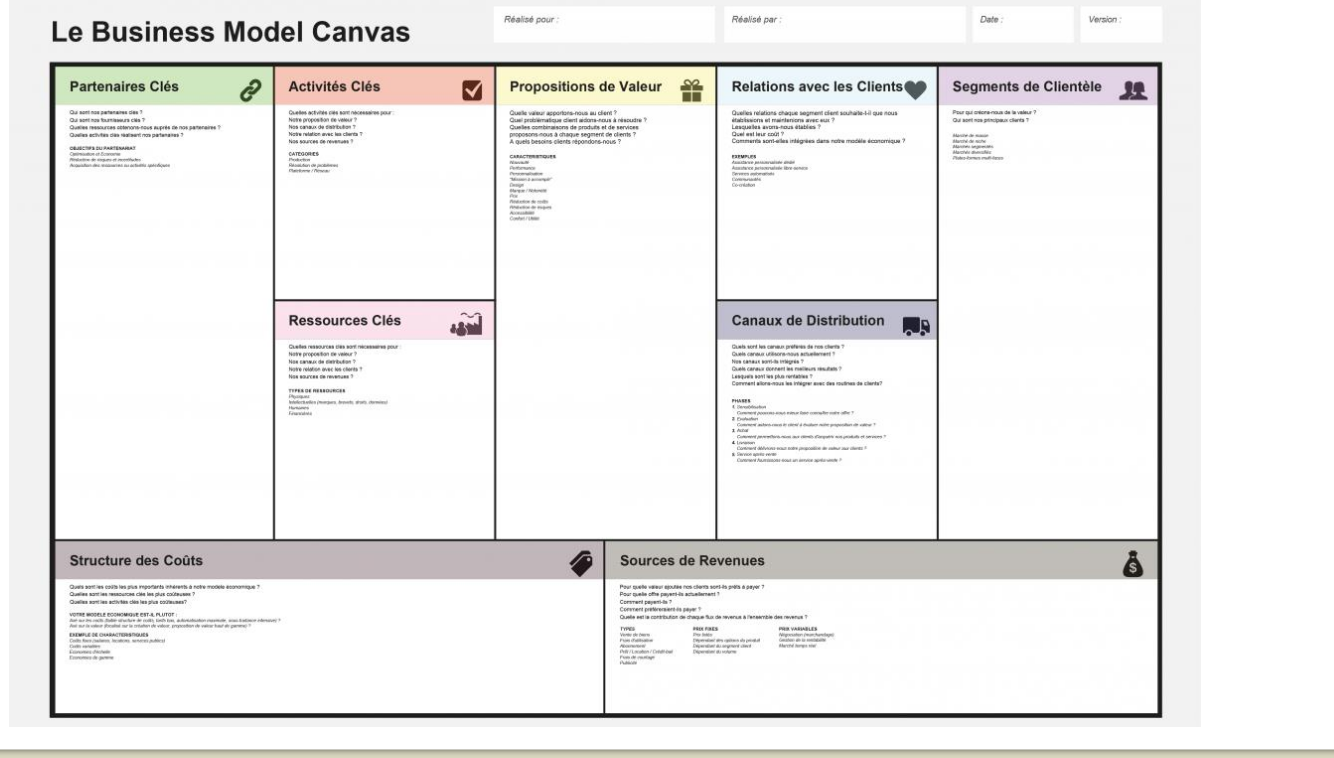 Le Business Model Canvas
Réalisé pour :
Réalisé par :
Date :
Version :
Partenaires Clés
Qui sont nos partenaires clés ?
Qui sont nos fournisseurs clés ?
Quelles ressources obtenons-nous auprès de nos partenaires ?
Quelles activités clés réalisent nos partenaires ?
OBJECTIFS DU PARTENARIAT
Optimisation et Economie
Réduction de risques et incertitudes
Acquisition des ressources ou activités spécifiques
Activités Clés
Quelles activités clés sont nécessaires pour :
Notre proposition de valeur ?
Nos canaux de distribution ?
Notre relation avec les clients ?
Nos sources de revenues ?
CATEGORIES
Production
Résolution de problèmes
Plateforme / Réseau
Ressources Clés
Quelles ressources clés sont nécessaires pour :
Notre proposition de valeur ?
Nos canaux de distribution ?
Notre relation avec les clients ?
Nos sources de revenues ?
TYPES DE RESSOURCES
Physiques
Intellectuelles (marques, brevets, droits, données)
Humaines
Financières
Propositions de Valeur
Quelle valeur apportons-nous au client ?
Quel problématique client aidons-nous à résoudre ?
Quelles combinaisons de produits et de services
proposons-nous à chaque segment de clients ?
A quels besoins clients répondons-nous ?
CARACTERISTIQUES
Nouveauté
Performance
Personnalisation
"Mission à accomplir"
Design
Marque / Notoriété
Prix
Réduction de coûts
Réduction de risques
Accessibilité
Confort / Utilité
Relations avec les Clients
Quelles relations chaque segment client souhaite-t-il que nous
établissions et maintenions avec eux ?
Lesquelles avons-nous établies ?
Quel est leur coût ?
Comments sont-elles intégrées dans notre modèle économique ?
EXEMPLES
Assistance personnalisée dédié
Assistance personnalisée libre-service
Services automatisés
Communautés
Co-création
Canaux de Distribution
Quels sont les canaux préférés de nos clients ?
Quels canaux utilisons-nous actuellement ?
Nos canaux sont-ils intégrés ?
Quels canaux donnent les meilleurs résultats ?
Lesquels sont les plus rentables ?
Comment allons-nous les intégrer avec des routines de clients?
PHASES
1. Sensibilisation
Comment pouvons-nous mieux faire connaître notre offre ?
2. Evaluation
Comment aidons-nous le client à évaluer notre proposition de valeur ?
3. Achat
Comment permettons-nous aux clients d'acquérir nos produits et services ?
4. Livraison
Comment délivrons-nous notre proposition de valeur aux clients ?
5. Service après-vente
Comment fournissons-nous un service après-vente ?
Segments de Clientèle
Pour qui créons-nous de la valeur ?
Qui sont nos principaux clients ?
Marché de masse
Marché de niche
Marchés segmentés
Marchés diversifiés
Plates-formes multi-faces
Structure des Coûts
Quels sont les coûts les plus importants inhérents à notre modele economique ?
Quelles sont les ressources clés les plus coûteuses ?
Quelles sont les activités clés les plus coûteuses?
VOTRE MODELE ECONOMIQUE EST-IL PLUTOT :
EXEMPLE DE CHARACTERISTIQUES
Coûts fixes (salaires, locations, services publics)
Coûts variables
Economies d'échelle
Economies de gamme
Sources de Revenues
Pour quelle valeur ajoutée nos clients sont-ils prêts à payer ?
Pour quelle offre payent-ils actuellement ?
Comment payent-ils ?
Comment préfèreraient-ils payer ?
Quelle est la contribution de chaque flux de revenus à l'ensemble des revenus ?
TYPES
Vente de biens
Frais d'utilisation
Abonnement
Prêt / Location / Crédit-bail
Frais de courtage
Publicité
PRIX FIXES
Prix listés
Dépendant des options du produit
Dépendant du segment client
Dépendant du volume
PRIX VARIABLES
Négociation (marchandage)
Gestion de la rentabilité
Marché temps réel